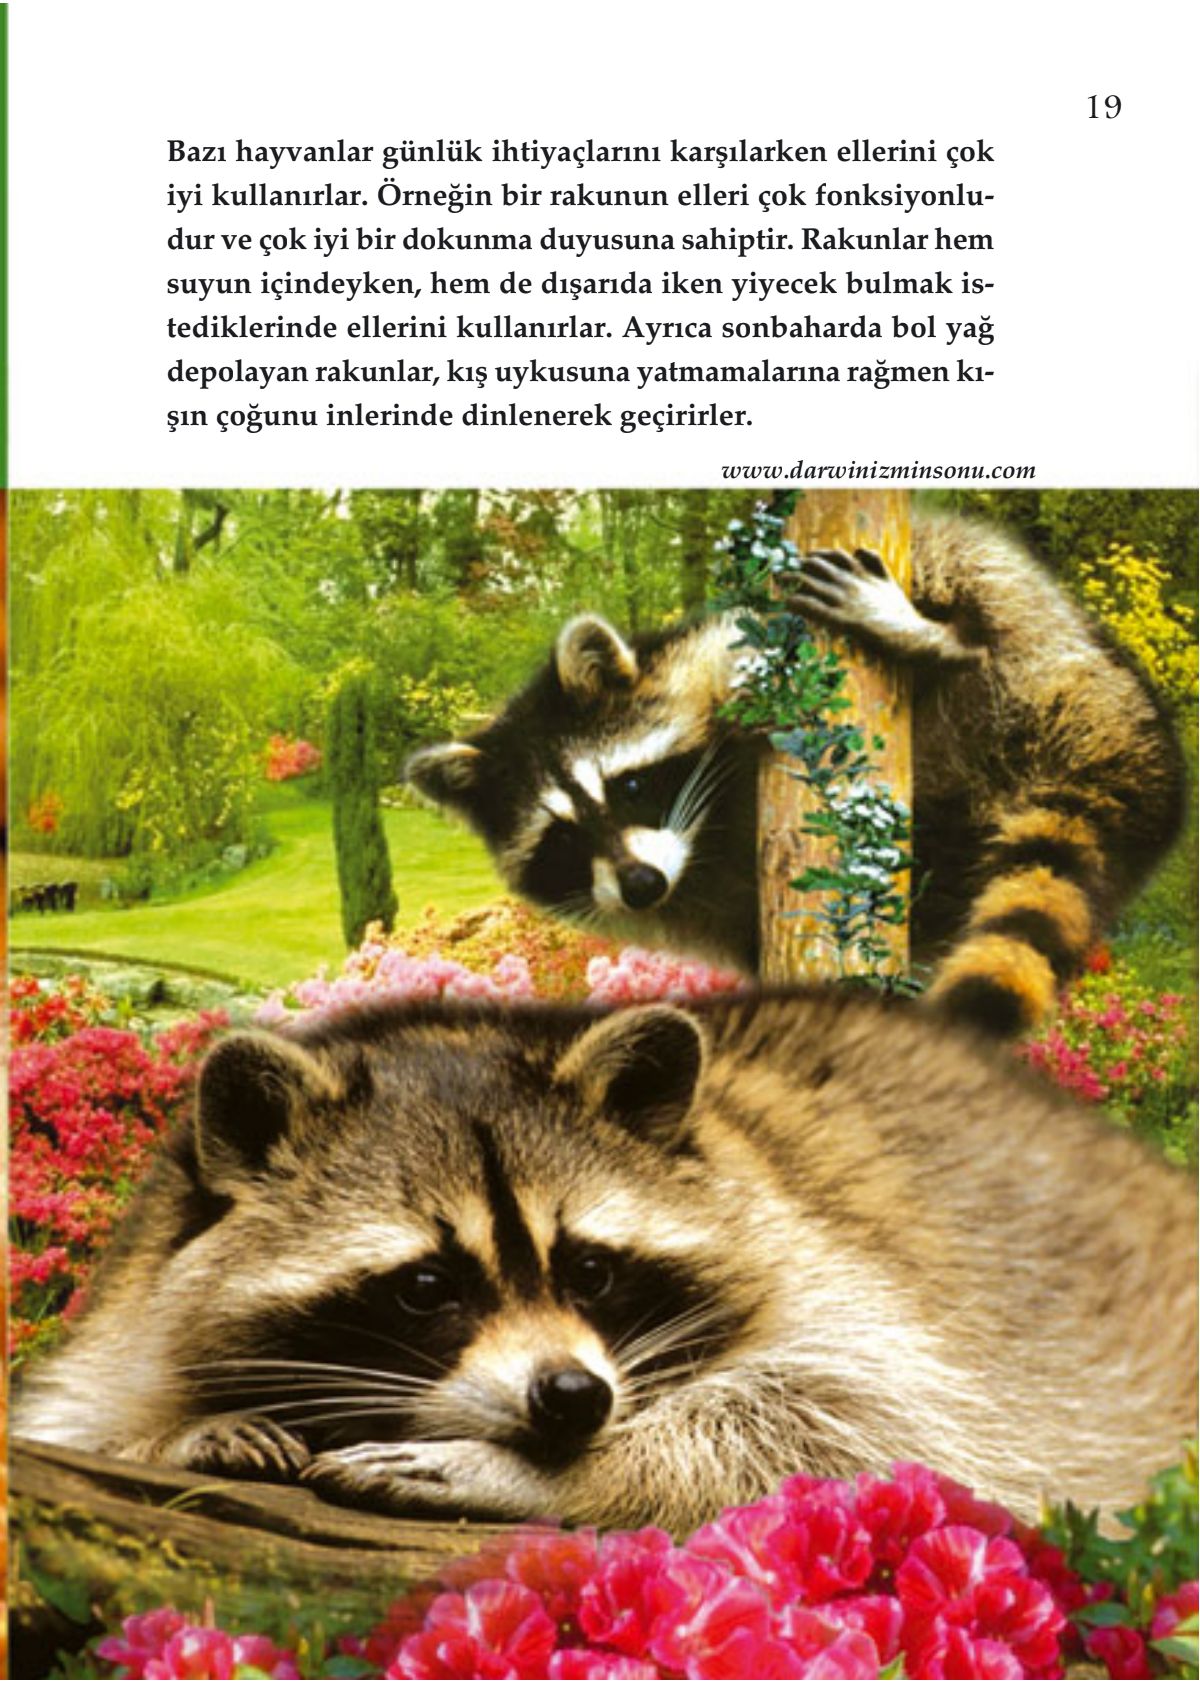 19
Bazı hayvanlar günlük ihtiyaçlarını karşılarken ellerini çok
iyi kullanırlar. Örneğin bir rakunun elleri çok fonksiyonlu-
dur ve çok iyi bir dokunma duyusuna sahiptir. Rakunlar hem
suyun içindeyken, hem de dışarıda iken yiyecek bulmak is-
tediklerinde ellerini kullanırlar. Ayrıca sonbaharda bol yağ
depolayan rakunlar, kış uykusuna yatmamalarına rağmen kı-
şın çoğunu inlerinde dinlenerek geçirirler.
www.darwinizminsonu.com